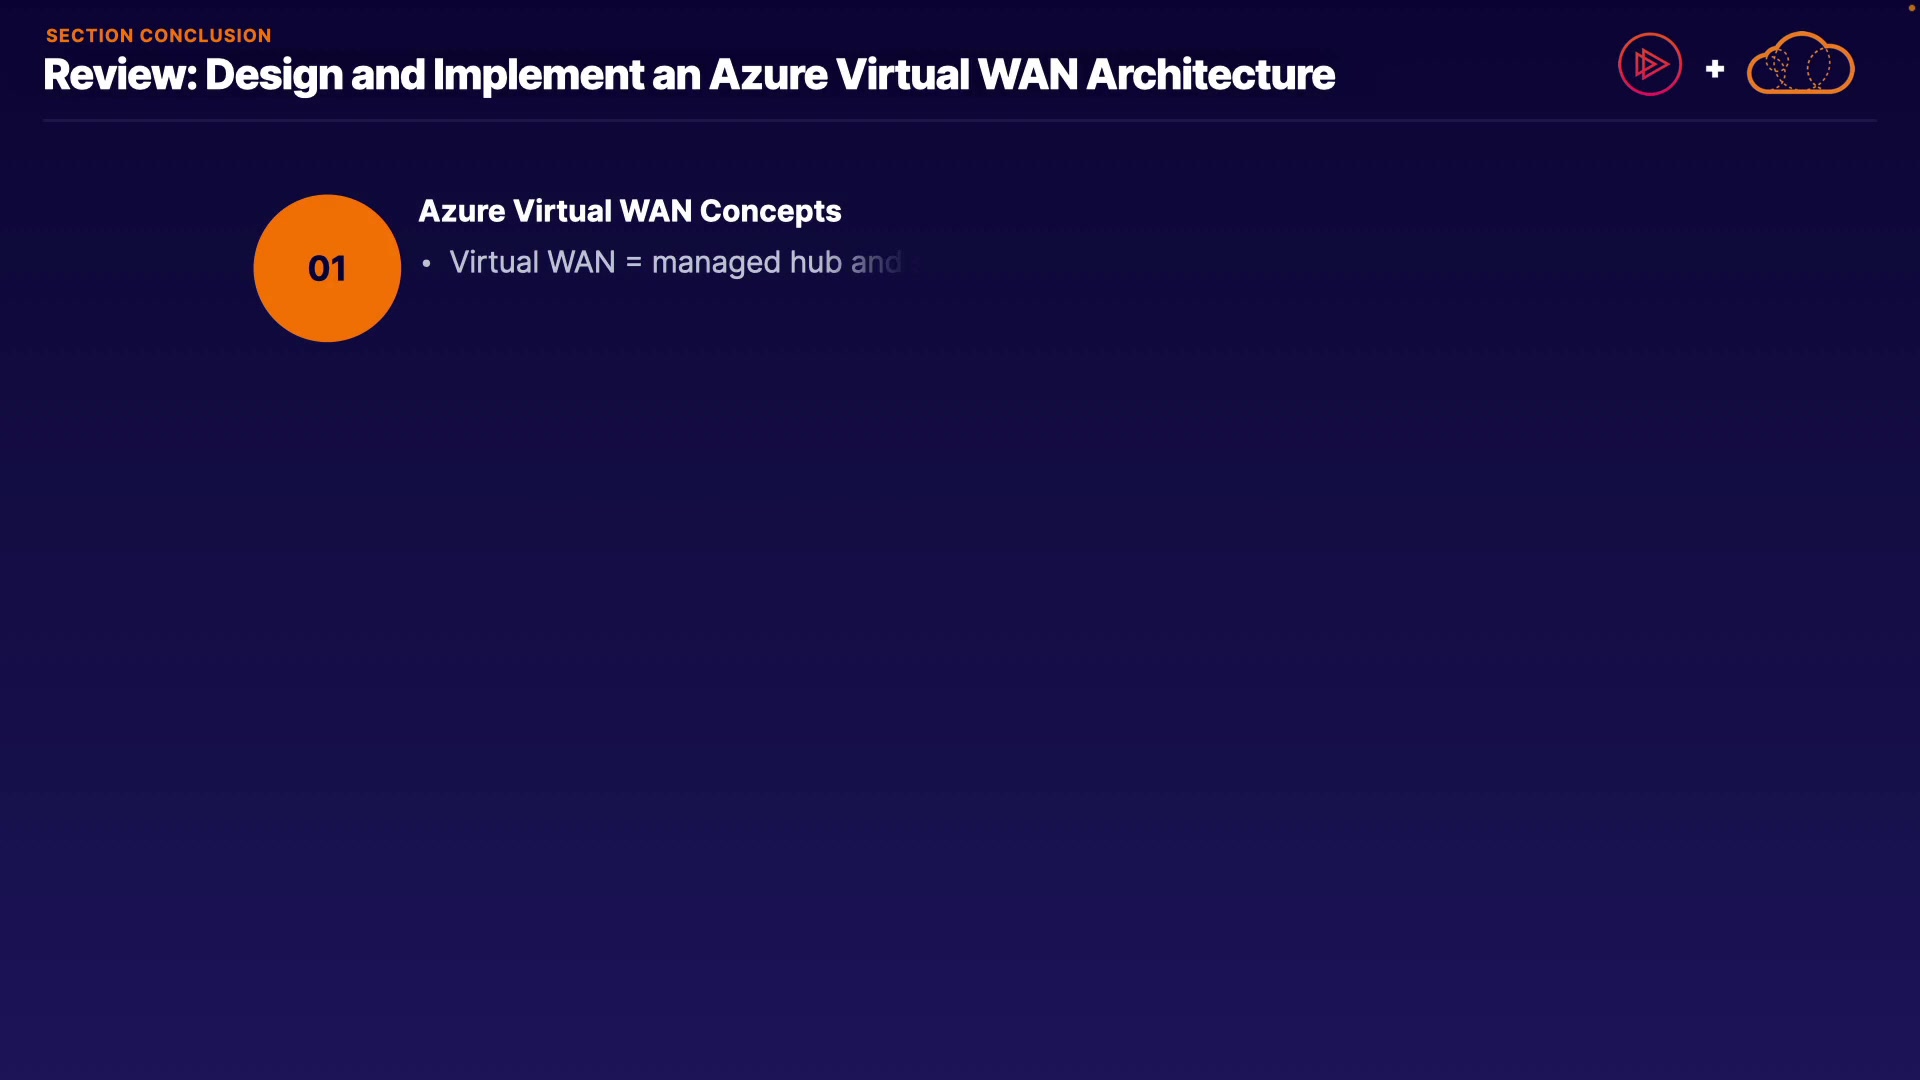 SECTION CONCLUSION
Review: Design and Implement an Azure Virtual WAN Architecture
+
01
Azure Virtual WAN Concepts
• Virtual WAN = managed hub and